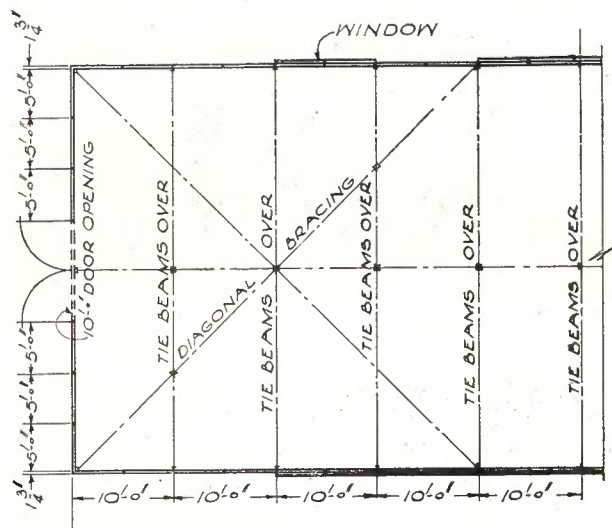 WINDOW
1 3/4"
5'-0"
5'-0"
5'-0"
10'-0" DOOR OPENING
5'-0"
5'-0"
5'-0"
1 3/4"
TIE BEAMS OVER
TIE BEAMS OVER
TIE BEAMS OVER
TIE BEAMS OVER
TIE BEAMS OVER
DIAGONAL BRACING
10'-0"
10'-0"
10'-0"
10'-0"
10'-0"